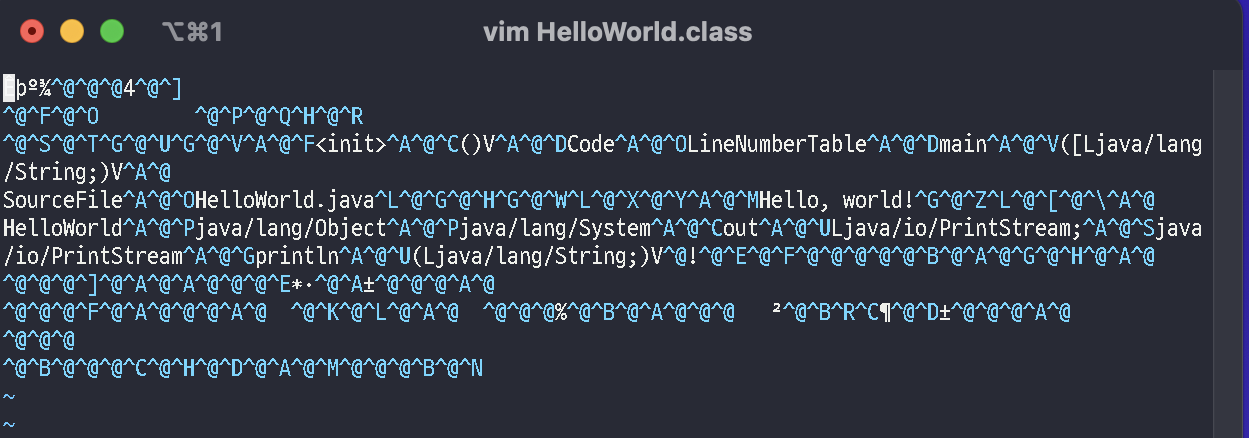 ⌥⌘1 vim HelloWorld.class
Êþº¾^@^@^@4^@^]
^@^F^@^O ^@^P^@^Q^H^@^R
^@^S^@^T^G^@^U^G^@^V^A^@^F<init>^A^@^C()V^A^@^DCode^A^@^OLineNumberTable^A^@^Dmain^A^@^V([Ljava/lang
/String;)V^A^@
SourceFile^A^@^OHelloWorld.java^L^@^G^@^H^G^@^W^L^@^X^@^Y^A^@^MHello, world!^G^@^Z^L^@^[^@^\^A^@
HelloWorld^A^@^Pjava/lang/Object^A^@^Pjava/lang/System^A^@^Cout^A^@^ULjava/io/PrintStream;^A^@^Sjava
/io/PrintStream^A^@^Gprintln^A^@^U(Ljava/lang/String;)V^@!^@^E^@^F^@^@^@^@^@^B^@^A^@^G^@^H^@^A^@
^@^@^@^]^@^A^@^A^@^@^@^E*·^@^A±^@^@^@^A^@
^@^@^@^F^@^A^@^@^@^A^@ ^@^K^@^L^@^A^@ ^@^@^@%^@^B^@^A^@^@^@ ²^@^B^R^C¶^@^D±^@^@^@^A^@
^@^@^@
^@^B^@^@^@^C^@^H^@^D^@^A^@^M^@^@^@^B^@^N
~
~